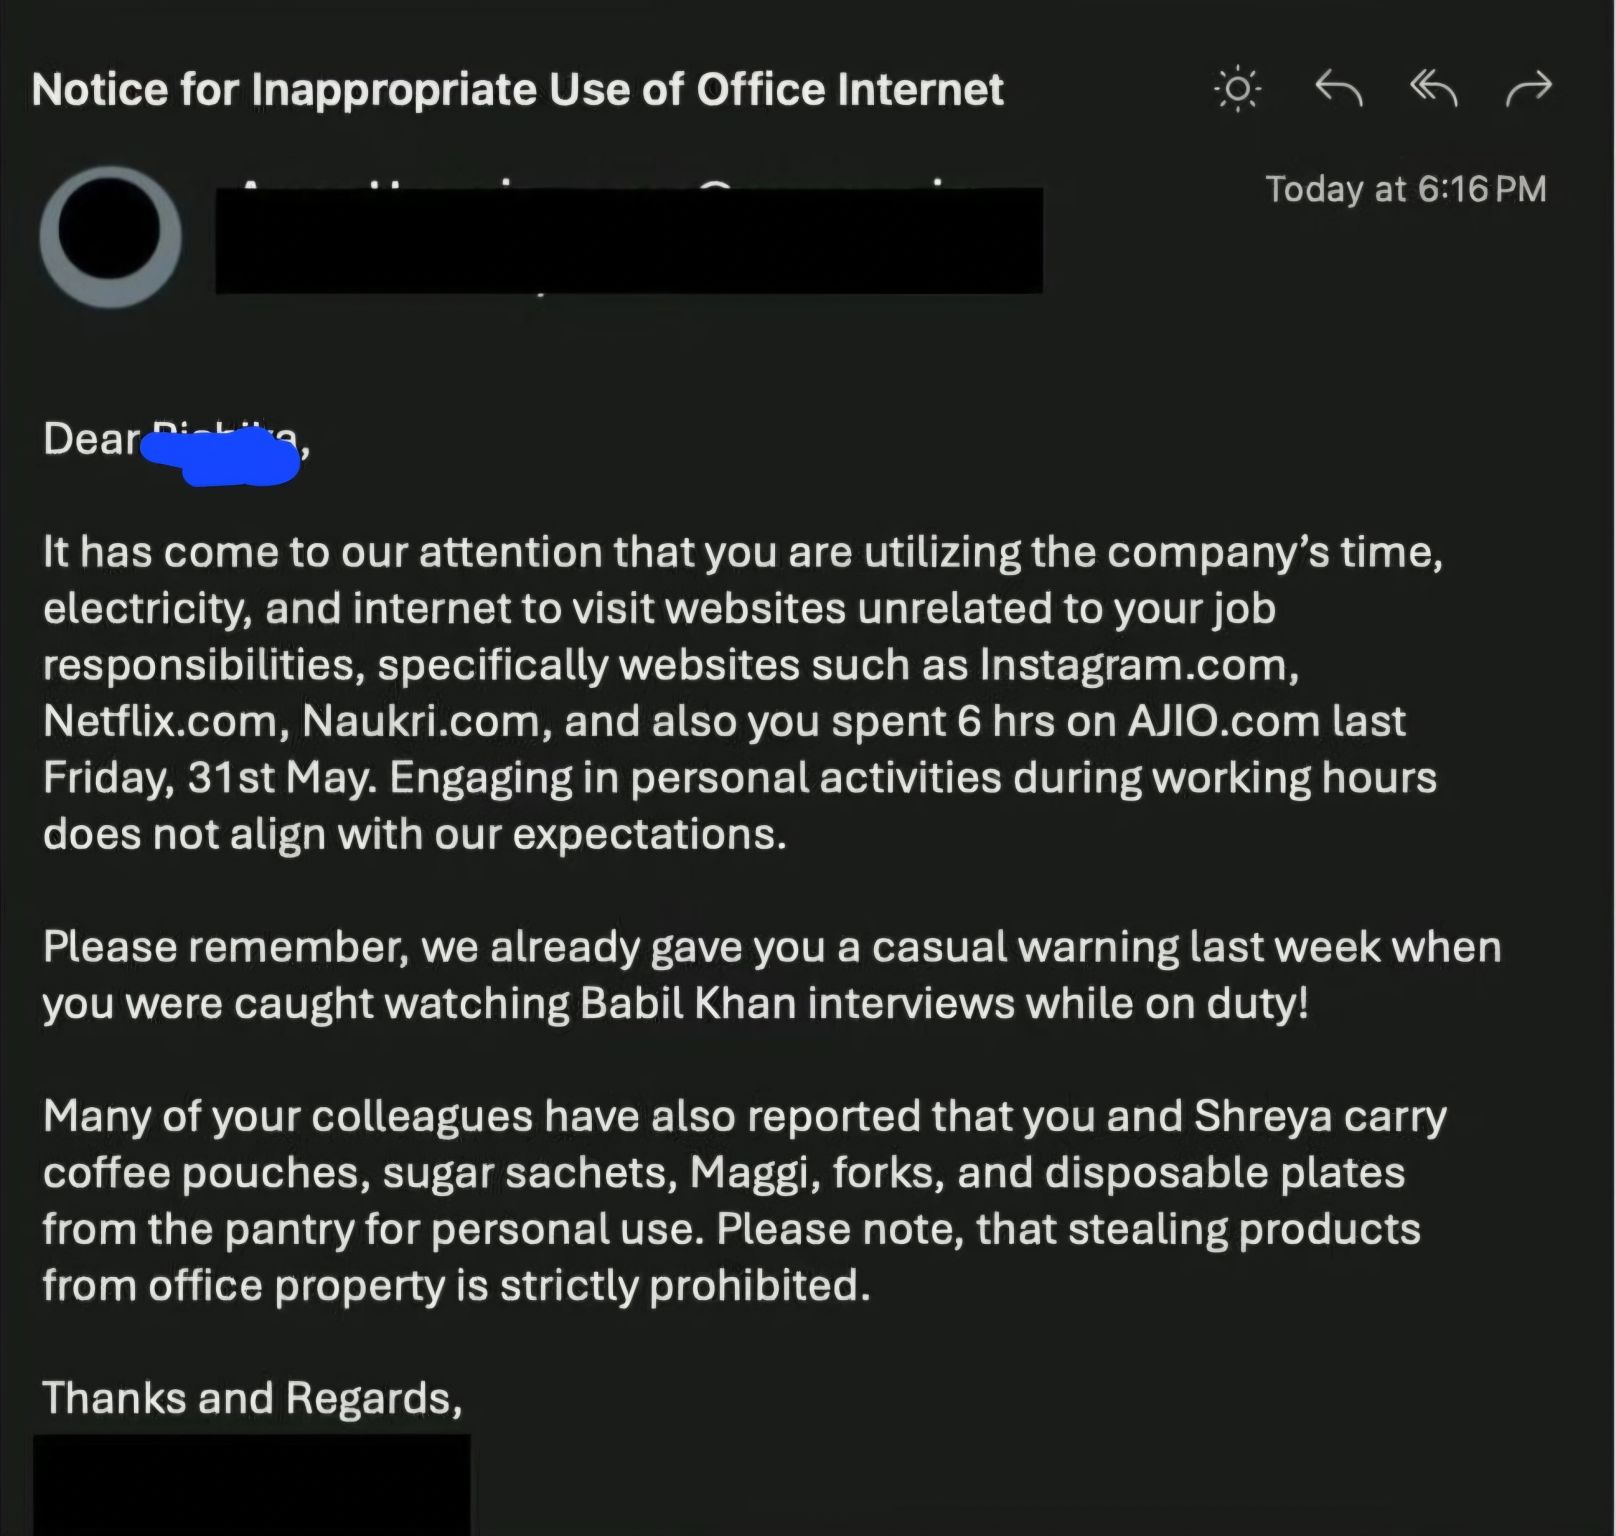 Notice for Inappropriate Use of Office Internet
Today at 6:16 PM
Dear
It has come to our attention that you are utilizing the company’s time,
electricity, and internet to visit websites unrelated to your job
responsibilities, specifically websites such as Instagram.com,
Netflix.com, Naukri.com, and also you spent 6 hrs on AJIO.com last
Friday, 31st May. Engaging in personal activities during working hours
does not align with our expectations.
Please remember, we already gave you a casual warning last week when
you were caught watching Babil Khan interviews while on duty!
Many of your colleagues have also reported that you and Shreya carry
coffee pouches, sugar sachets, Maggi, forks, and disposable plates
from the pantry for personal use. Please note, that stealing products
from office property is strictly prohibited.
Thanks and Regards,